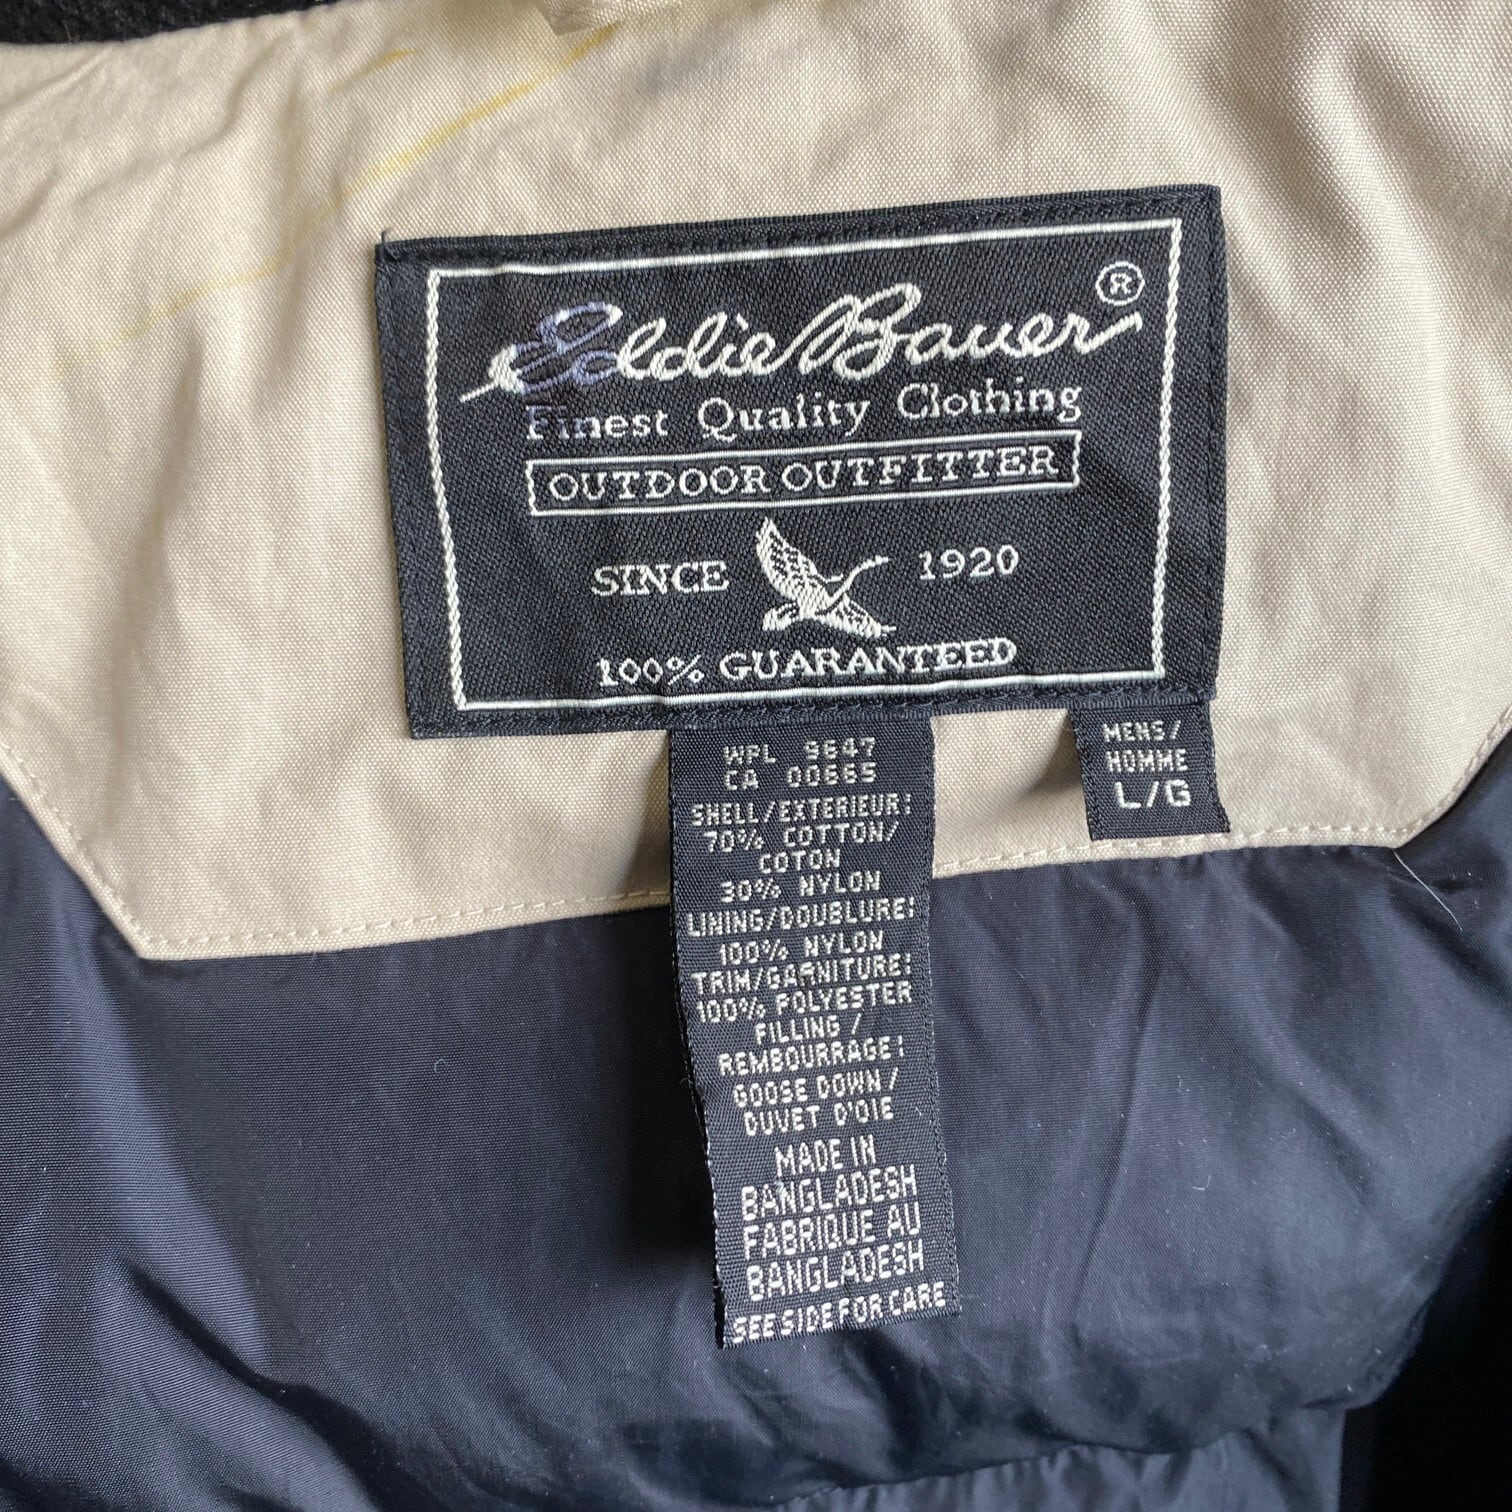 Eddie Bauer ®
Finest Quality Clothing
OUTDOOR OUTFITTER
SINCE 1920
100% GUARANTEED
MENS/
HOMME
L/G
WPL 9647
CA 00665
SHELL/EXTERIEUR:
70% COTTON/
COTON
30% NYLON
LINING/DOUBLURE:
100% NYLON
TRIM/GARNITURE:
100% POLYESTER
FILLING/
REMBOURRAGE:
GOOSE DOWN/
DUVET D'OIE
MADE IN
BANGLADESH
FABRIQUE AU
BANGLADESH
SEE SIDE FOR CARE